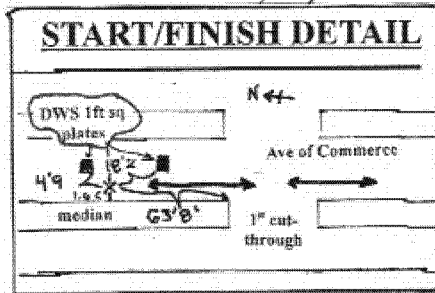 START/FINISH DETAIL
N
DWS 1ft sq
plates
8'2
Ave of Commerce
4'9
median
63'8"
1st cut-
through